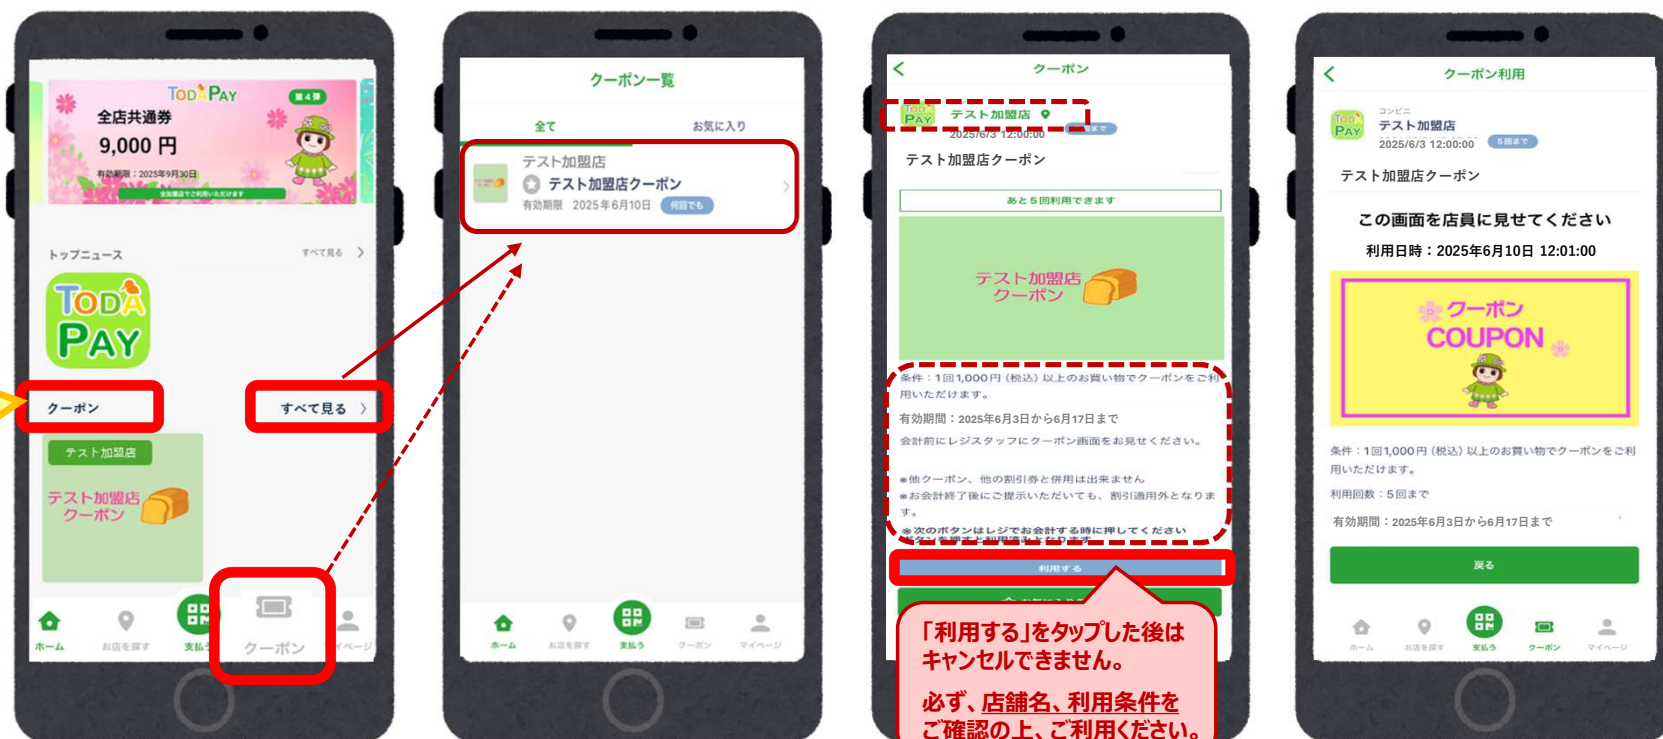 TODA PAY
第4弾
全店共通券
9,000 円
有効期限：2025年9月30日
全加盟店でご利用いただけます
トップニュース
すべて見る
TODA
PAY
クーポン
すべて見る
テスト加盟店
テスト加盟店
クーポン
ホーム
お店を探す
支払う
クーポン
マイページ
クーポン一覧
全て
お気に入り
テスト加盟店
テスト加盟店クーポン
有効期限 2025年6月10日
何回でも
ホーム
お店を探す
支払う
クーポン
マイページ
クーポン
TODA
PAY
テスト加盟店
2025/6/3 12:00:00
テスト加盟店クーポン
あと5回利用できます
テスト加盟店
クーポン
条件：1回1,000円（税込）以上のお買い物でクーポンをご利
用いただけます。
有効期間：2025年6月3日から6月17日まで
会計前にレジスタッフにクーポン画面をお見せください。
※他クーポン、他の割引券と併用は出来ません
※お会計終了後にご提示いただいても、割引適用外となりま
す。
※次のボタンはレジでお会計する時に押してください
ボタンを押すと利用済みとなります
利用する
「利用する」をタップした後は
キャンセルできません。
必ず、店舗名、利用条件を
ご確認の上、ご利用ください。
クーポン利用
TODA
PAY
コンビニ
テスト加盟店
2025/6/3 12:00:00
5回まで
テスト加盟店クーポン
この画面を店員に見せてください
利用日時：2025年6月10日 12:01:00
クーポン
COUPON
条件：1回1,000円（税込）以上のお買い物でクーポンをご利
用いただけます。
利用回数：5回まで
有効期間：2025年6月3日から6月17日まで
戻る
ホーム
お店を探す
支払う
クーポン
マイページ